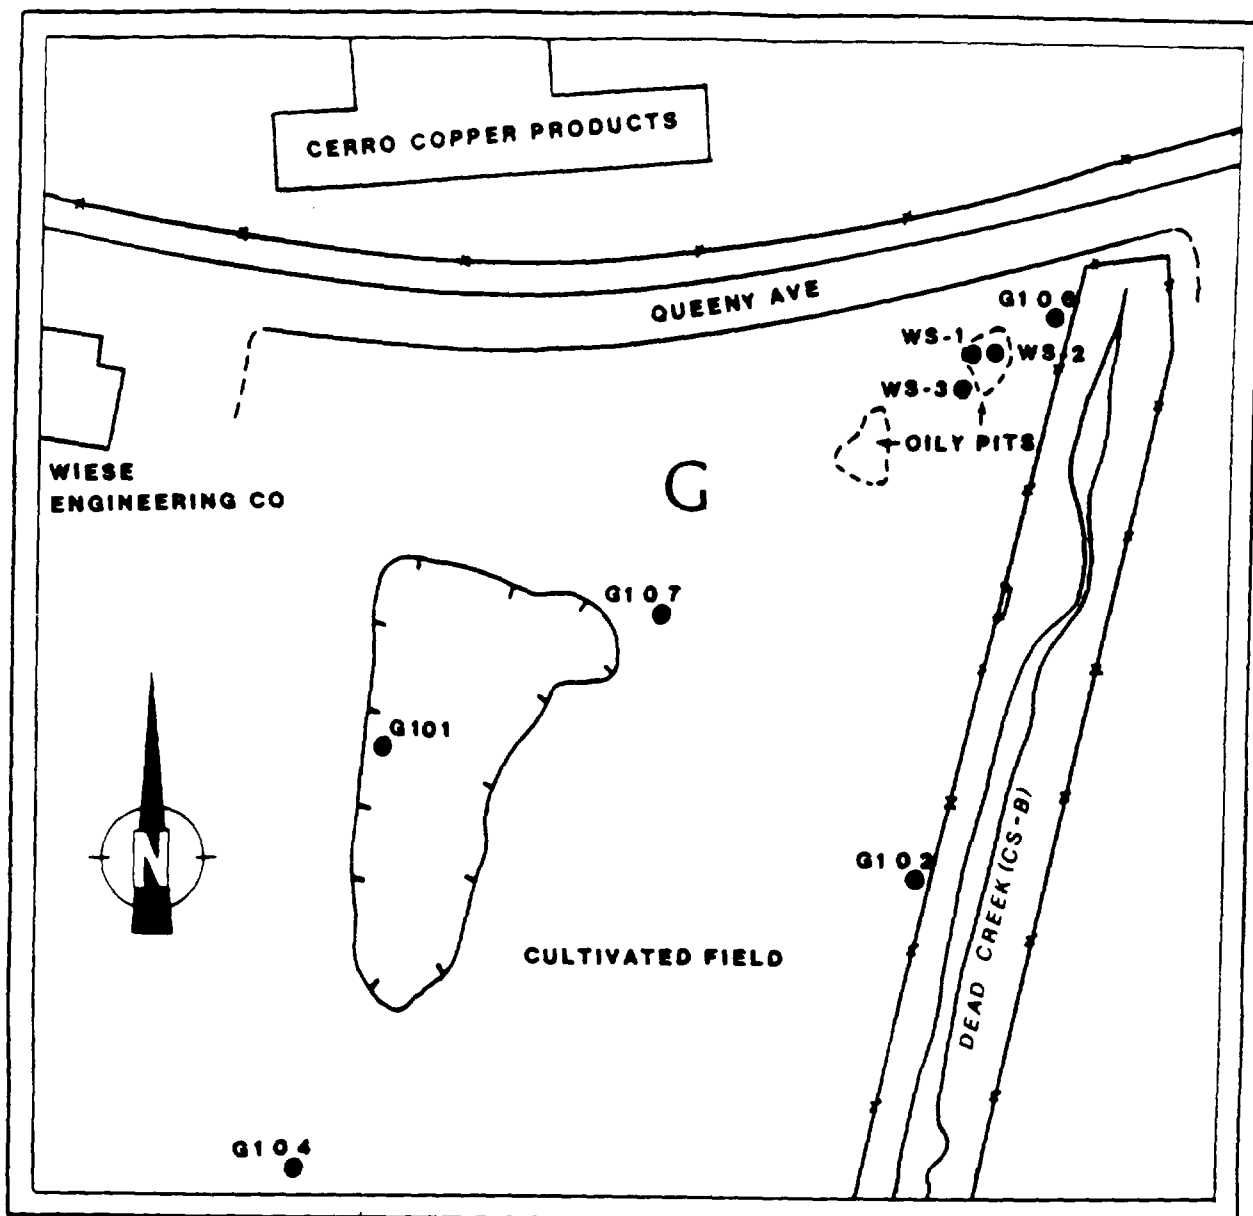 CERRO COPPER PRODUCTS
QUEENY AVE
G106
WS-1
WS-2
WS-3
OILY PITS
WIESE
ENGINEERING CO
G
G107
G101
N
G102
DEAD CREEK (CS-B)
CULTIVATED FIELD
G104